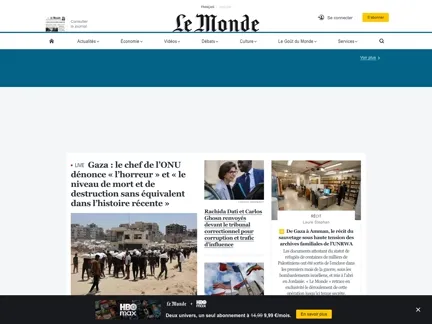 Français
Consulter
le journal
Le Monde
Se connecter
S'abonner
Actualités
Économie
Vidéos
Débats
Culture
Le Goût du Monde
Services
Voir plus
LIVE Gaza : le chef de l'ONU
dénonce « l'horreur » et « le
niveau de mort et de
destruction sans équivalent
dans l'histoire récente »
Rachida Dati et Carlos
Ghosn renvoyés
devant le tribunal
correctionnel pour
corruption et trafic
d'influence
RÉCIT
Laure Stephan
De Gaza à Amman, le récit du
sauvetage sous haute tension des
archives familiales de l'UNRWA
Les documents attestant du statut de
réfugié de centaines de milliers de
Palestiniens ont été sortis de l'enclave
dans les premiers mois de la guerre, sous les
bombardements israéliens, et mis à l'abri
en Jordanie. « Le Monde » retrace en
exclusivité le déroulement de cette
opération
HBO
max
Le Monde + HBO max
Deux univers, un seul abonnement à 14,99 9,99 €/mois.
En savoir plus